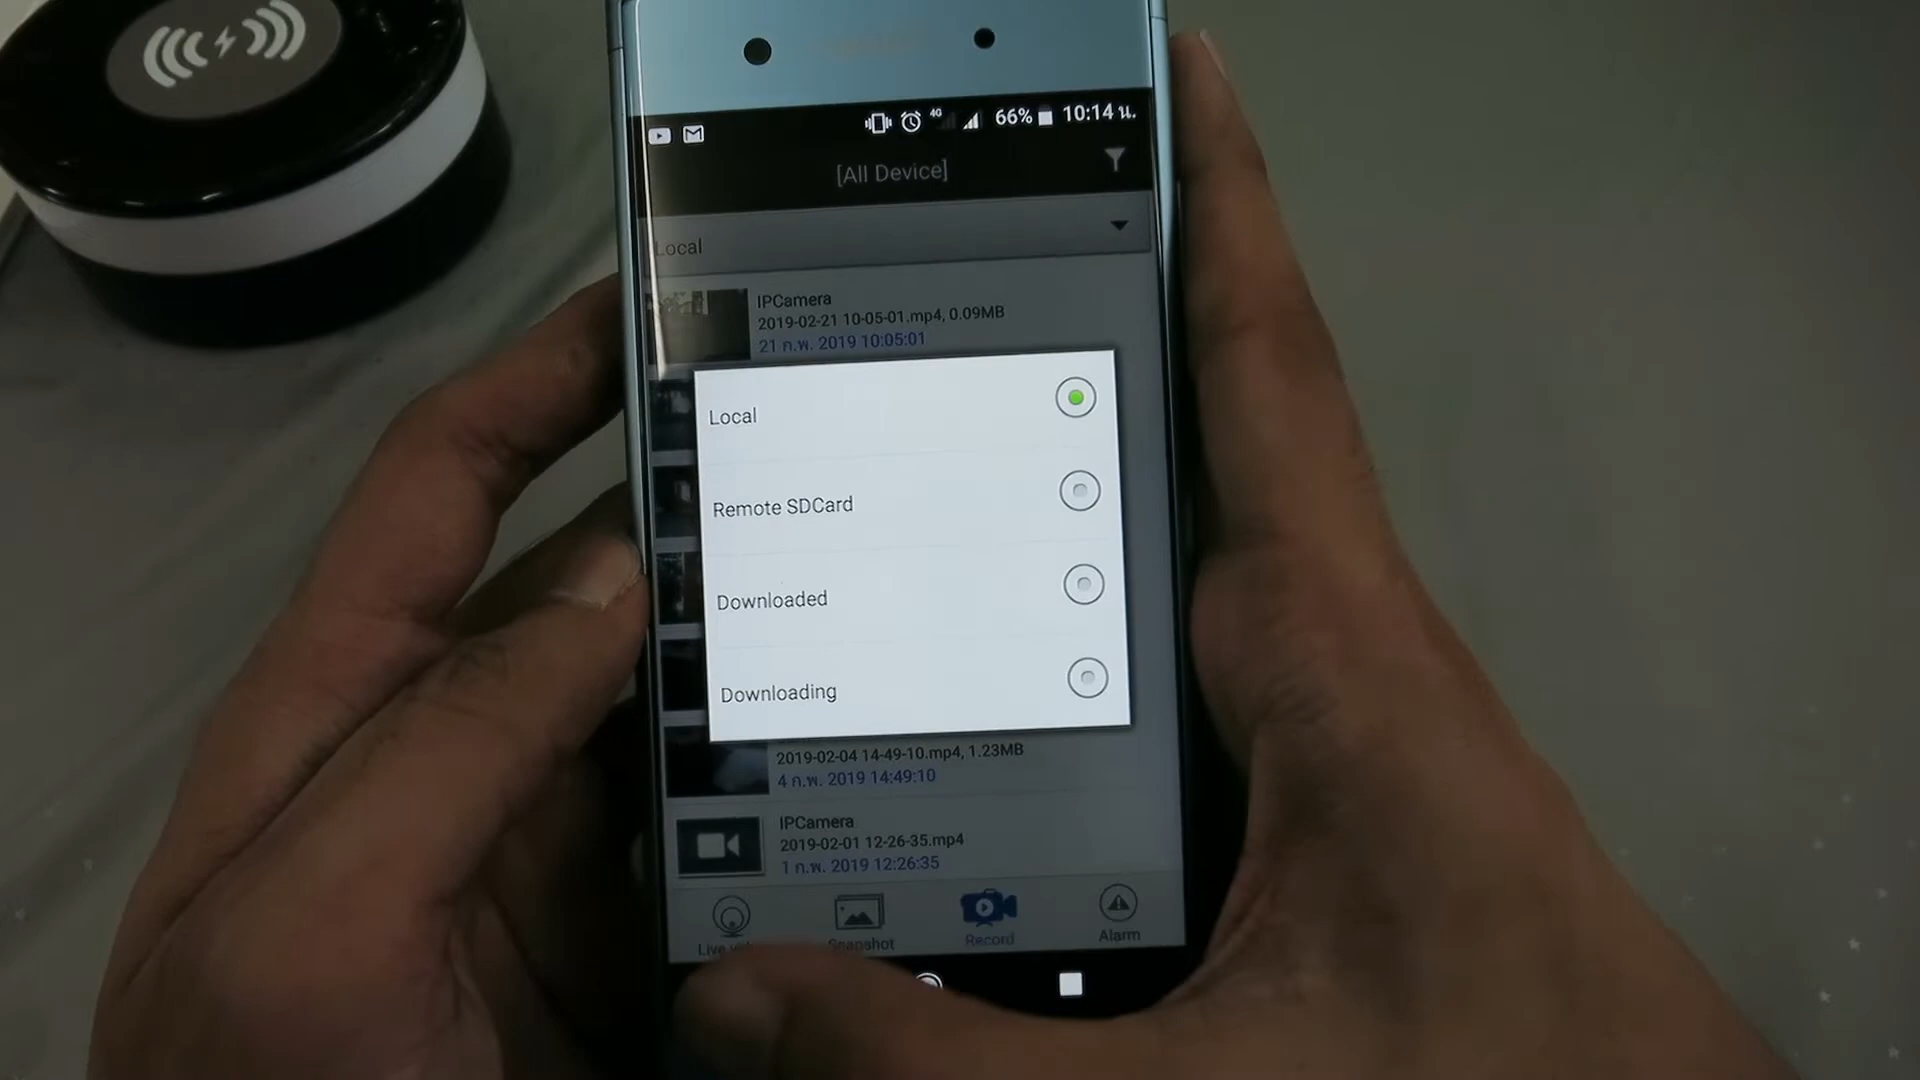 4G 66% 10:14 น.
[All Device]
Local
IPCamera
2019-02-21 10-05-01.mp4, 0.09MB
21 ก.พ. 2019 10:05:01
Local
Remote SDCard
Downloaded
Downloading
2019-02-04 14-49-10.mp4, 1.23MB
4 ก.พ. 2019 14:49:10
IPCamera
2019-02-01 12-26-35.mp4
1 ก.พ. 2019 12:26:35
Live Snapshot Record Alarm